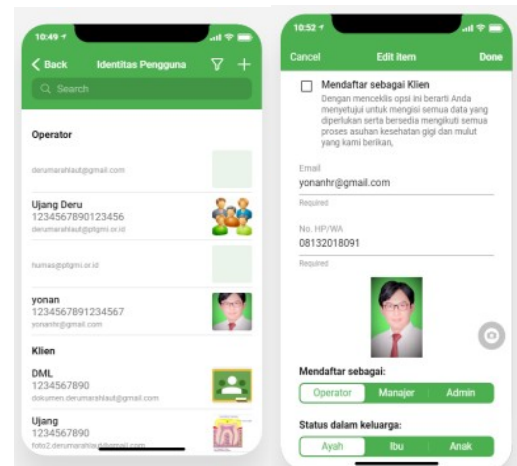 10:49
Back
Identitas Pengguna
Search
Operator
derumarahlaut@gmail.com
Ujang Deru
1234567890123456
derumarahlaut@ptgmi.or.id
humas@ptgmi.or.id
yonan
1234567891234567
yonanhr@gmail.com
Klien
DML
1234567890
dokumen.derumarahlaut@gmail.com
Ujang
1234567890
foto2.derumarahlaut@gmail.com
10:52
Cancel
Edit Item
Done
Mendaftar sebagai Klien
Dengan menceklis opsi ini berarti Anda
menyetujui untuk mengisi semua data yang
diperlukan serta bersedia mengikuti semua
proses asuhan kesehatan gigi dan mulut
yang kami berikan,
Email
yonanhr@gmail.com
Required
No. HP/WA
08132018091
Required
Mendaftar sebagai:
Operator
Manajer
Admin
Status dalam keluarga:
Ayah
Ibu
Anak